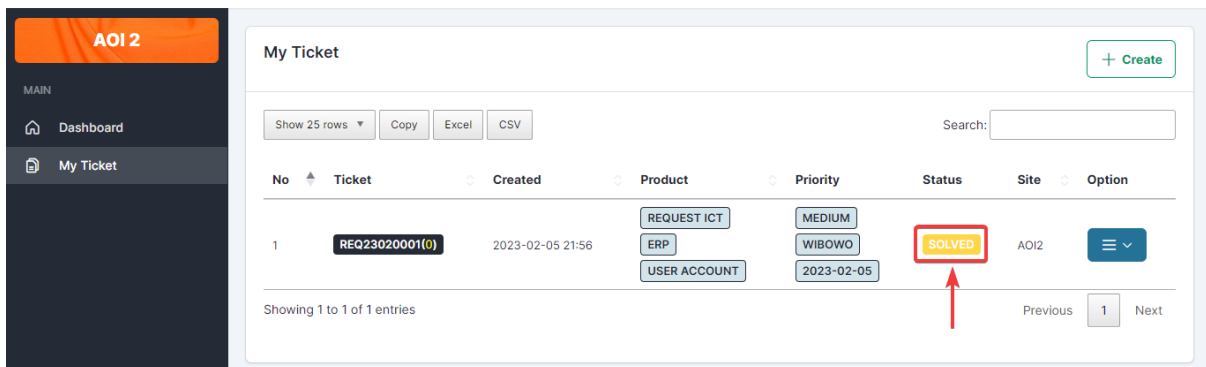 AOI 2
MAIN
Dashboard
My Ticket
My Ticket
+ Create
Show 25 rows ▼ Copy Excel CSV Search:
No Ticket Created Product Priority Status Site Option
1 REQ23020001(0) 2023-02-05 21:56 REQUEST ICT MEDIUM SOLVED AOI2
ERP WIBOWO
USER ACCOUNT 2023-02-05
Showing 1 to 1 of 1 entries Previous 1 Next